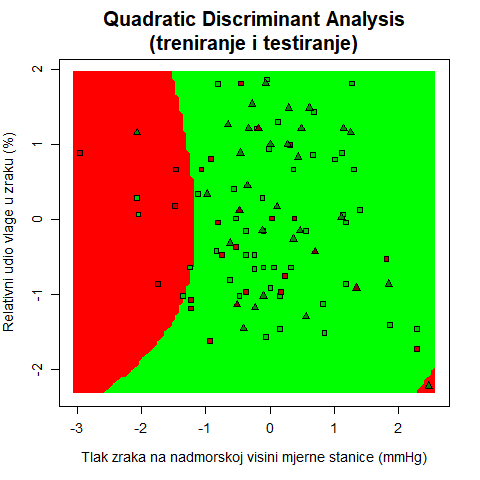 Quadratic Discriminant Analysis
(treniranje i testiranje)
Relativni udio vlage u zraku (%)
2
1
0
-1
-2
-3 -2 -1 0 1 2
Tlak zraka na nadmorskoj visini mjerne stanice (mmHg)